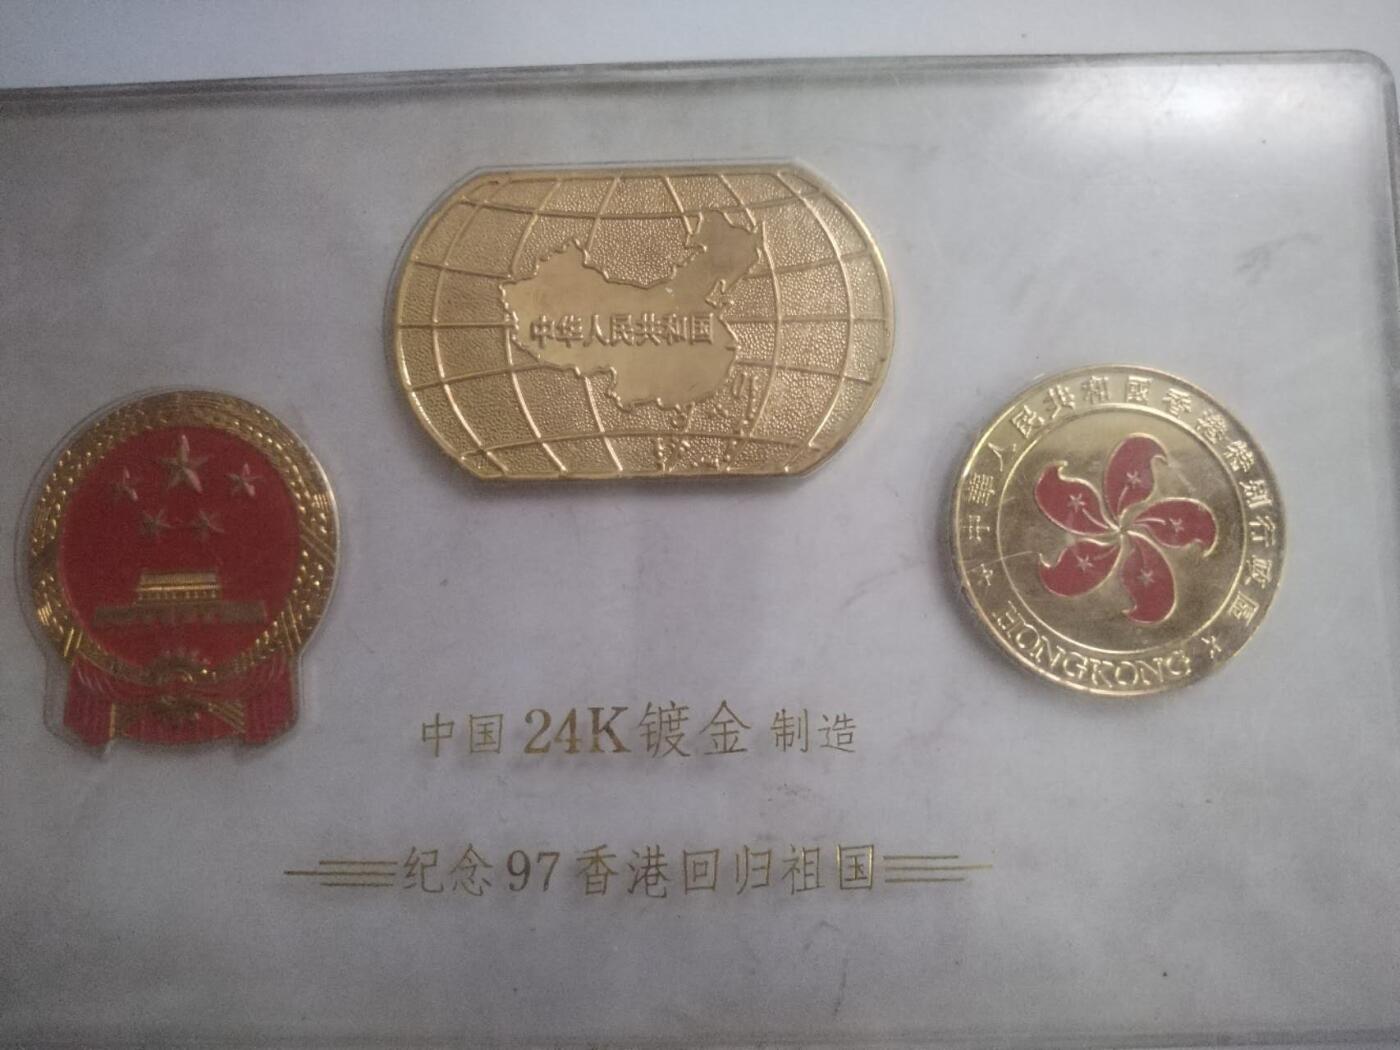 中华人民共和国
中華人民共和國香港特別行政區
HONGKONG
中国24K镀金制造
纪念97香港回归祖国